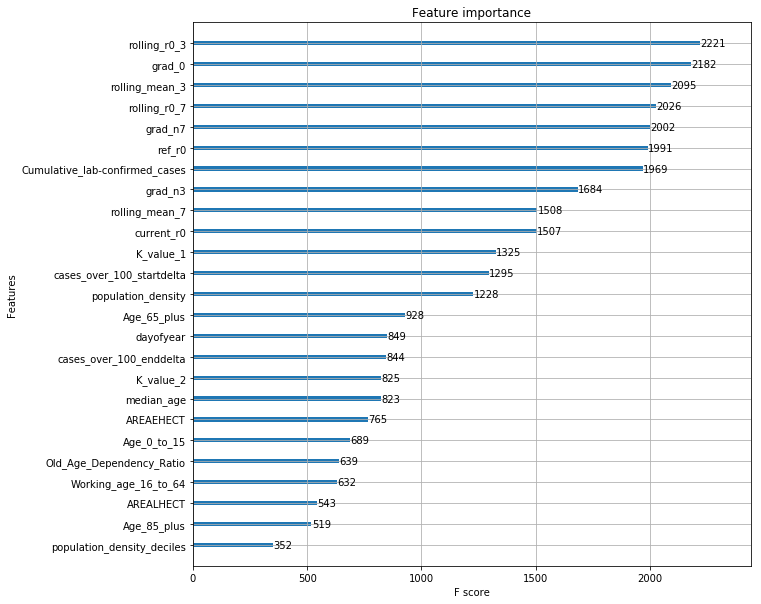 Feature importance
rolling_r0_3 2221
grad_0 2182
rolling_mean_3 2095
rolling_r0_7 2026
grad_n7 2002
ref_r0 1991
Cumulative_lab-confirmed_cases 1969
grad_n3 1684
rolling_mean_7 1508
current_r0 1507
K_value_1 1325
cases_over_100_startdelta 1295
population_density 1228
Age_65_plus 928
dayofyear 849
cases_over_100_enddelta 844
K_value_2 825
median_age 823
AREAEHECT 765
Age_0_to_15 689
Old_Age_Dependency_Ratio 639
Working_age_16_to_64 632
AREALHECT 543
Age_85_plus 519
population_density_deciles 352
Features
0 500 1000 1500 2000
F score